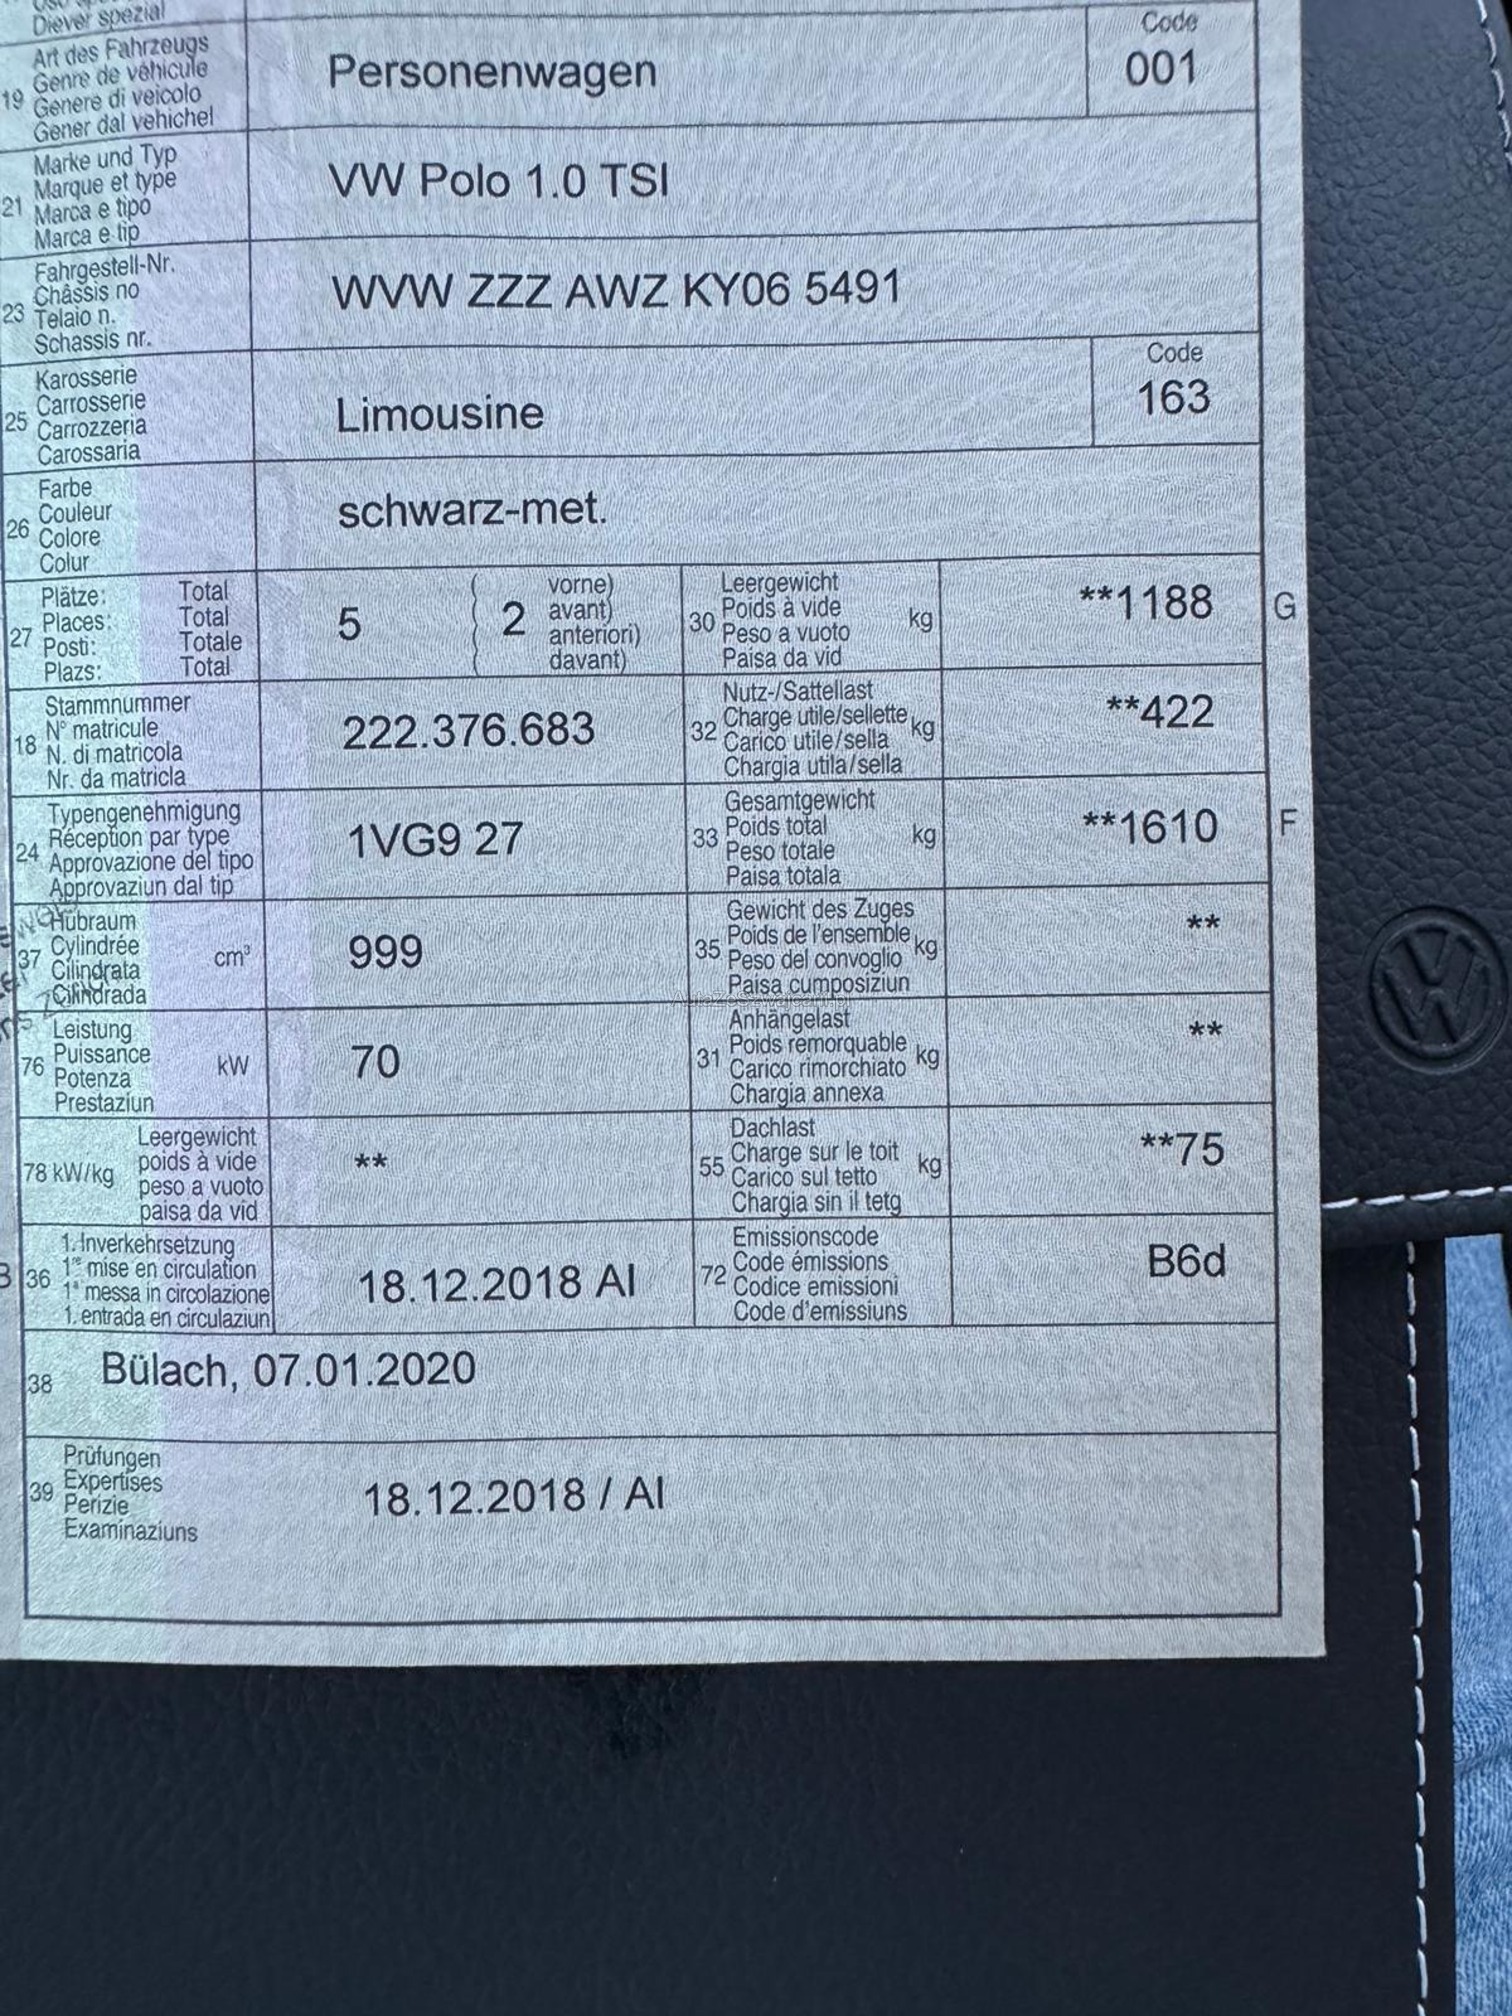 Diever spezial
Code
19 Art des Fahrzeugs
Genre de véhicule
Genere di veicolo
Gener dal vehichel
Personenwagen
001
21 Marke und Typ
Marque et type
Marca e tipo
Marca e tip
VW Polo 1.0 TSI
23 Fahrgestell-Nr.
Châssis no
Telaio n.
Schassis nr.
WVW ZZZ AWZ KY06 5491
25 Karosserie
Carrosserie
Carrozzeria
Carossaria
Limousine
Code
163
26 Farbe
Couleur
Colore
Colur
schwarz-met.
27 Plätze: Total
Places: Total
Posti: Totale
Plazs: Total
5
2 vorne)
avant)
anteriori)
davant)
30 Leergewicht
Poids à vide kg
Peso a vuoto
Paisa da vid
**1188 G
18 Stammnummer
N° matricule
N. di matricola
Nr. da matricla
222.376.683
32 Nutz-/Sattellast
Charge utile/sellette kg
Carico utile/sella
Chargia utila/sella
**422
24 Typengenehmigung
Réception par type
Approvazione del tipo
Approvaziun dal tip
1VG9 27
33 Gesamtgewicht
Poids total kg
Peso totale
Paisa totala
**1610 F
37 Hubraum
Cylindrée cm³
Cilindrata
Cilindrada
999
35 Gewicht des Zuges
Poids de l'ensemble kg
Peso del convoglio
Paisa cumposiziun
**
76 Leistung
Puissance kW
Potenza
Prestaziun
70
31 Anhängelast
Poids remorquable kg
Carico rimorchiato
Chargia annexa
**
78 kW/kg Leergewicht
poids à vide
peso a vuoto
paisa da vid
**
55 Dachlast
Charge sur le toit kg
Carico sul tetto
Chargia sin il tetg
**75
B 36 1. Inverkehrsetzung
1re mise en circulation
1a messa in circolazione
1. entrada en circulaziun
18.12.2018 AI
72 Emissionscode
Code émissions
Codice emissioni
Code d'emissiuns
B6d
38 Bülach, 07.01.2020
39 Prüfungen
Expertises
Perizie
Examinaziuns
18.12.2018 / AI